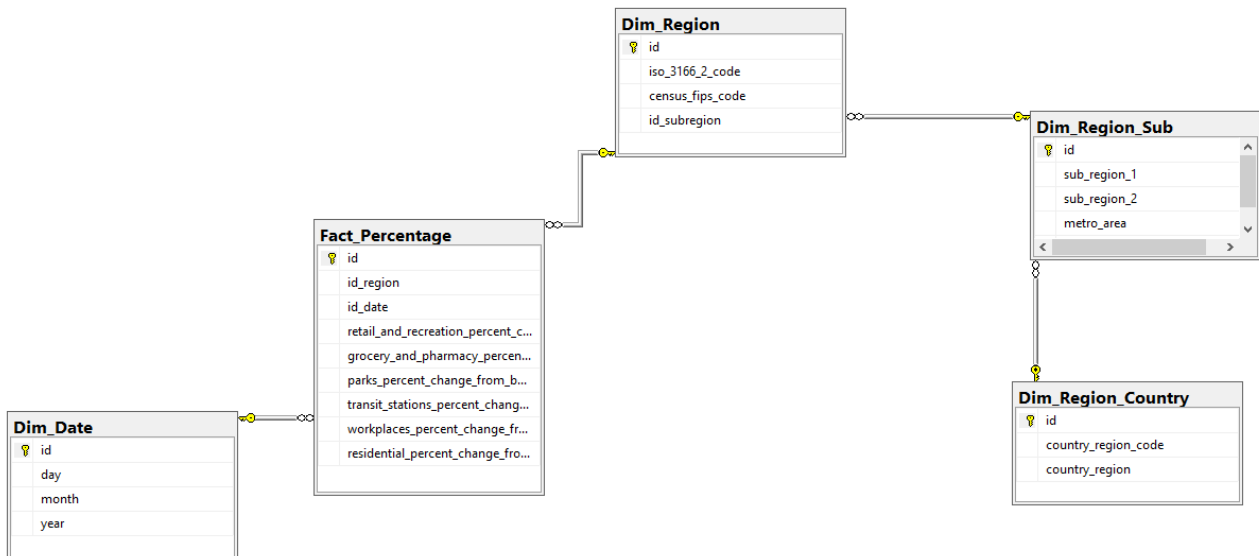 Dim_Region
id
iso_3166_2_code
census_fips_code
id_subregion
Dim_Region_Sub
id
sub_region_1
sub_region_2
metro_area
Fact_Percentage
id
id_region
id_date
retail_and_recreation_percent_c...
grocery_and_pharmacy_percen...
parks_percent_change_from_b...
transit_stations_percent_chang...
workplaces_percent_change_fr...
residential_percent_change_fro...
Dim_Region_Country
id
country_region_code
country_region
Dim_Date
id
day
month
year